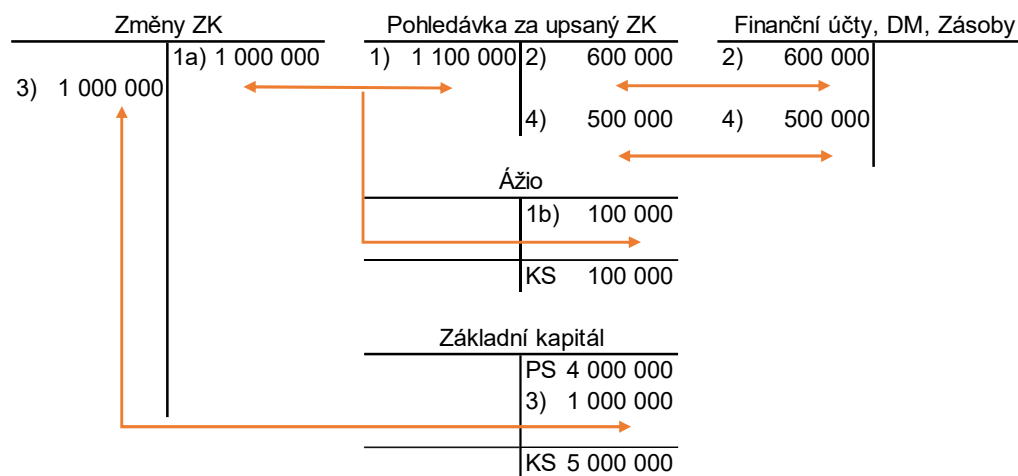 Změny ZK Pohledávka za upsaný ZK Finanční účty, DM, Zásoby
1a) 1 000 000 1) 1 100 000 2) 600 000 2) 600 000
3) 1 000 000
4) 500 000 4) 500 000
Ážio
1b) 100 000
KS 100 000
Základní kapitál
PS 4 000 000
3) 1 000 000
KS 5 000 000